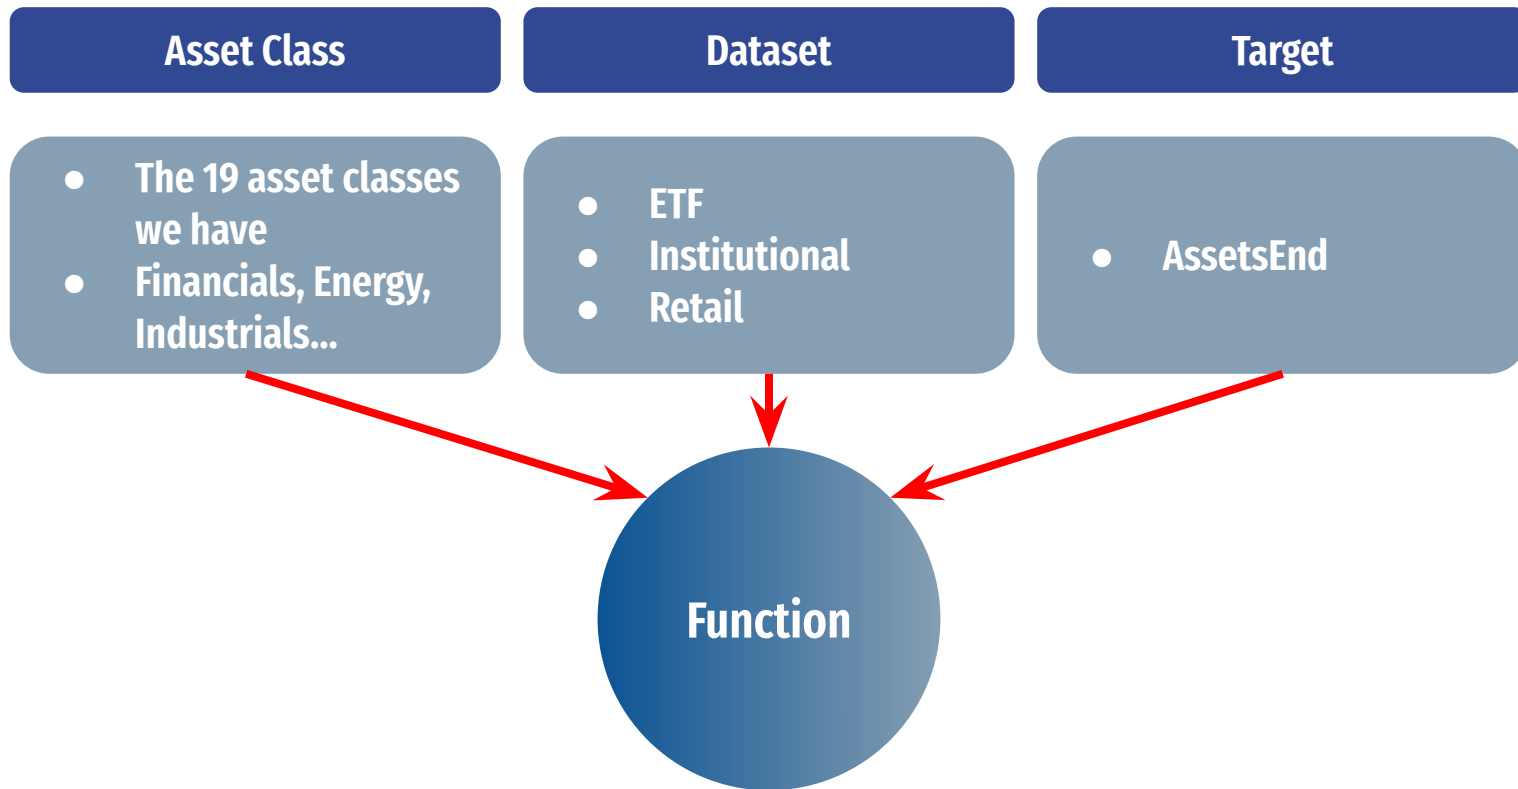 Asset Class
Dataset
Target
● The 19 asset classes
we have
● Financials, Energy,
Industrials...
● ETF
● Institutional
● Retail
● AssetsEnd
Function